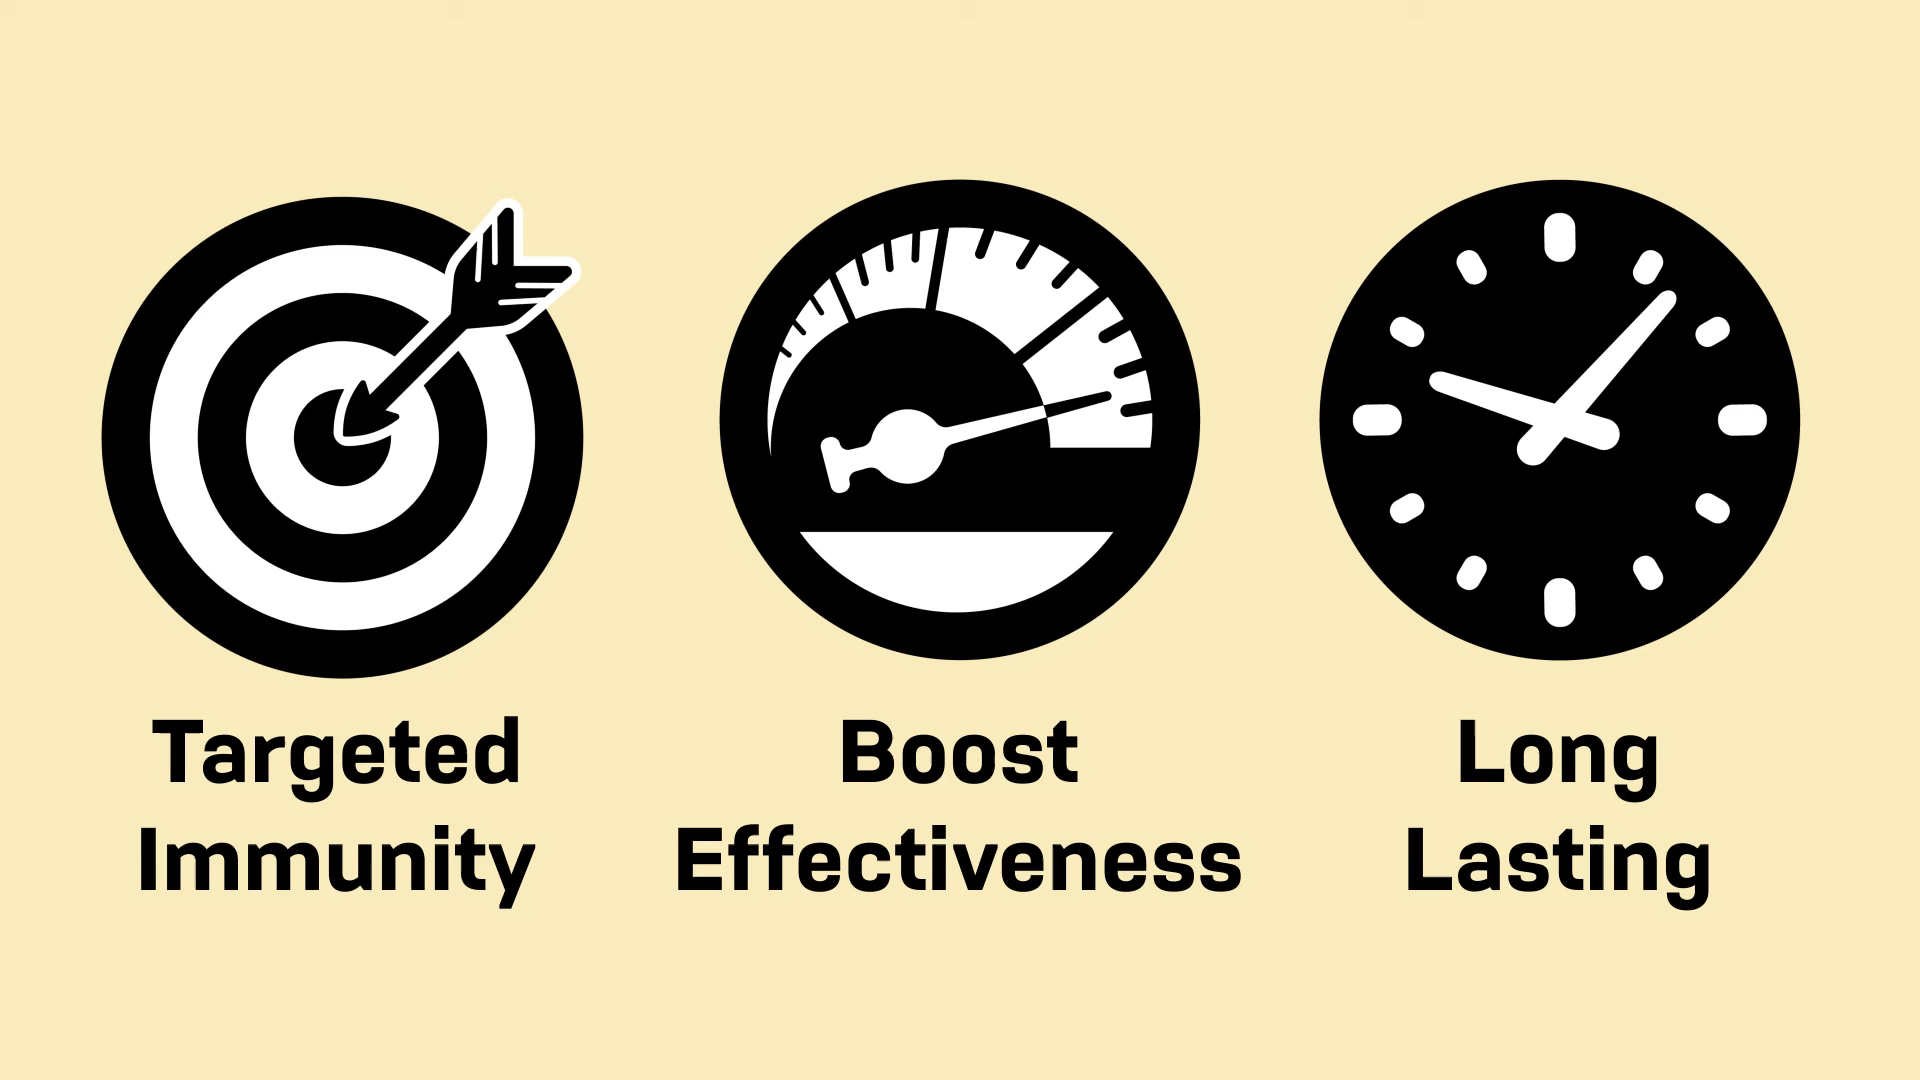 Targeted
Immunity
Boost
Effectiveness
Long
Lasting